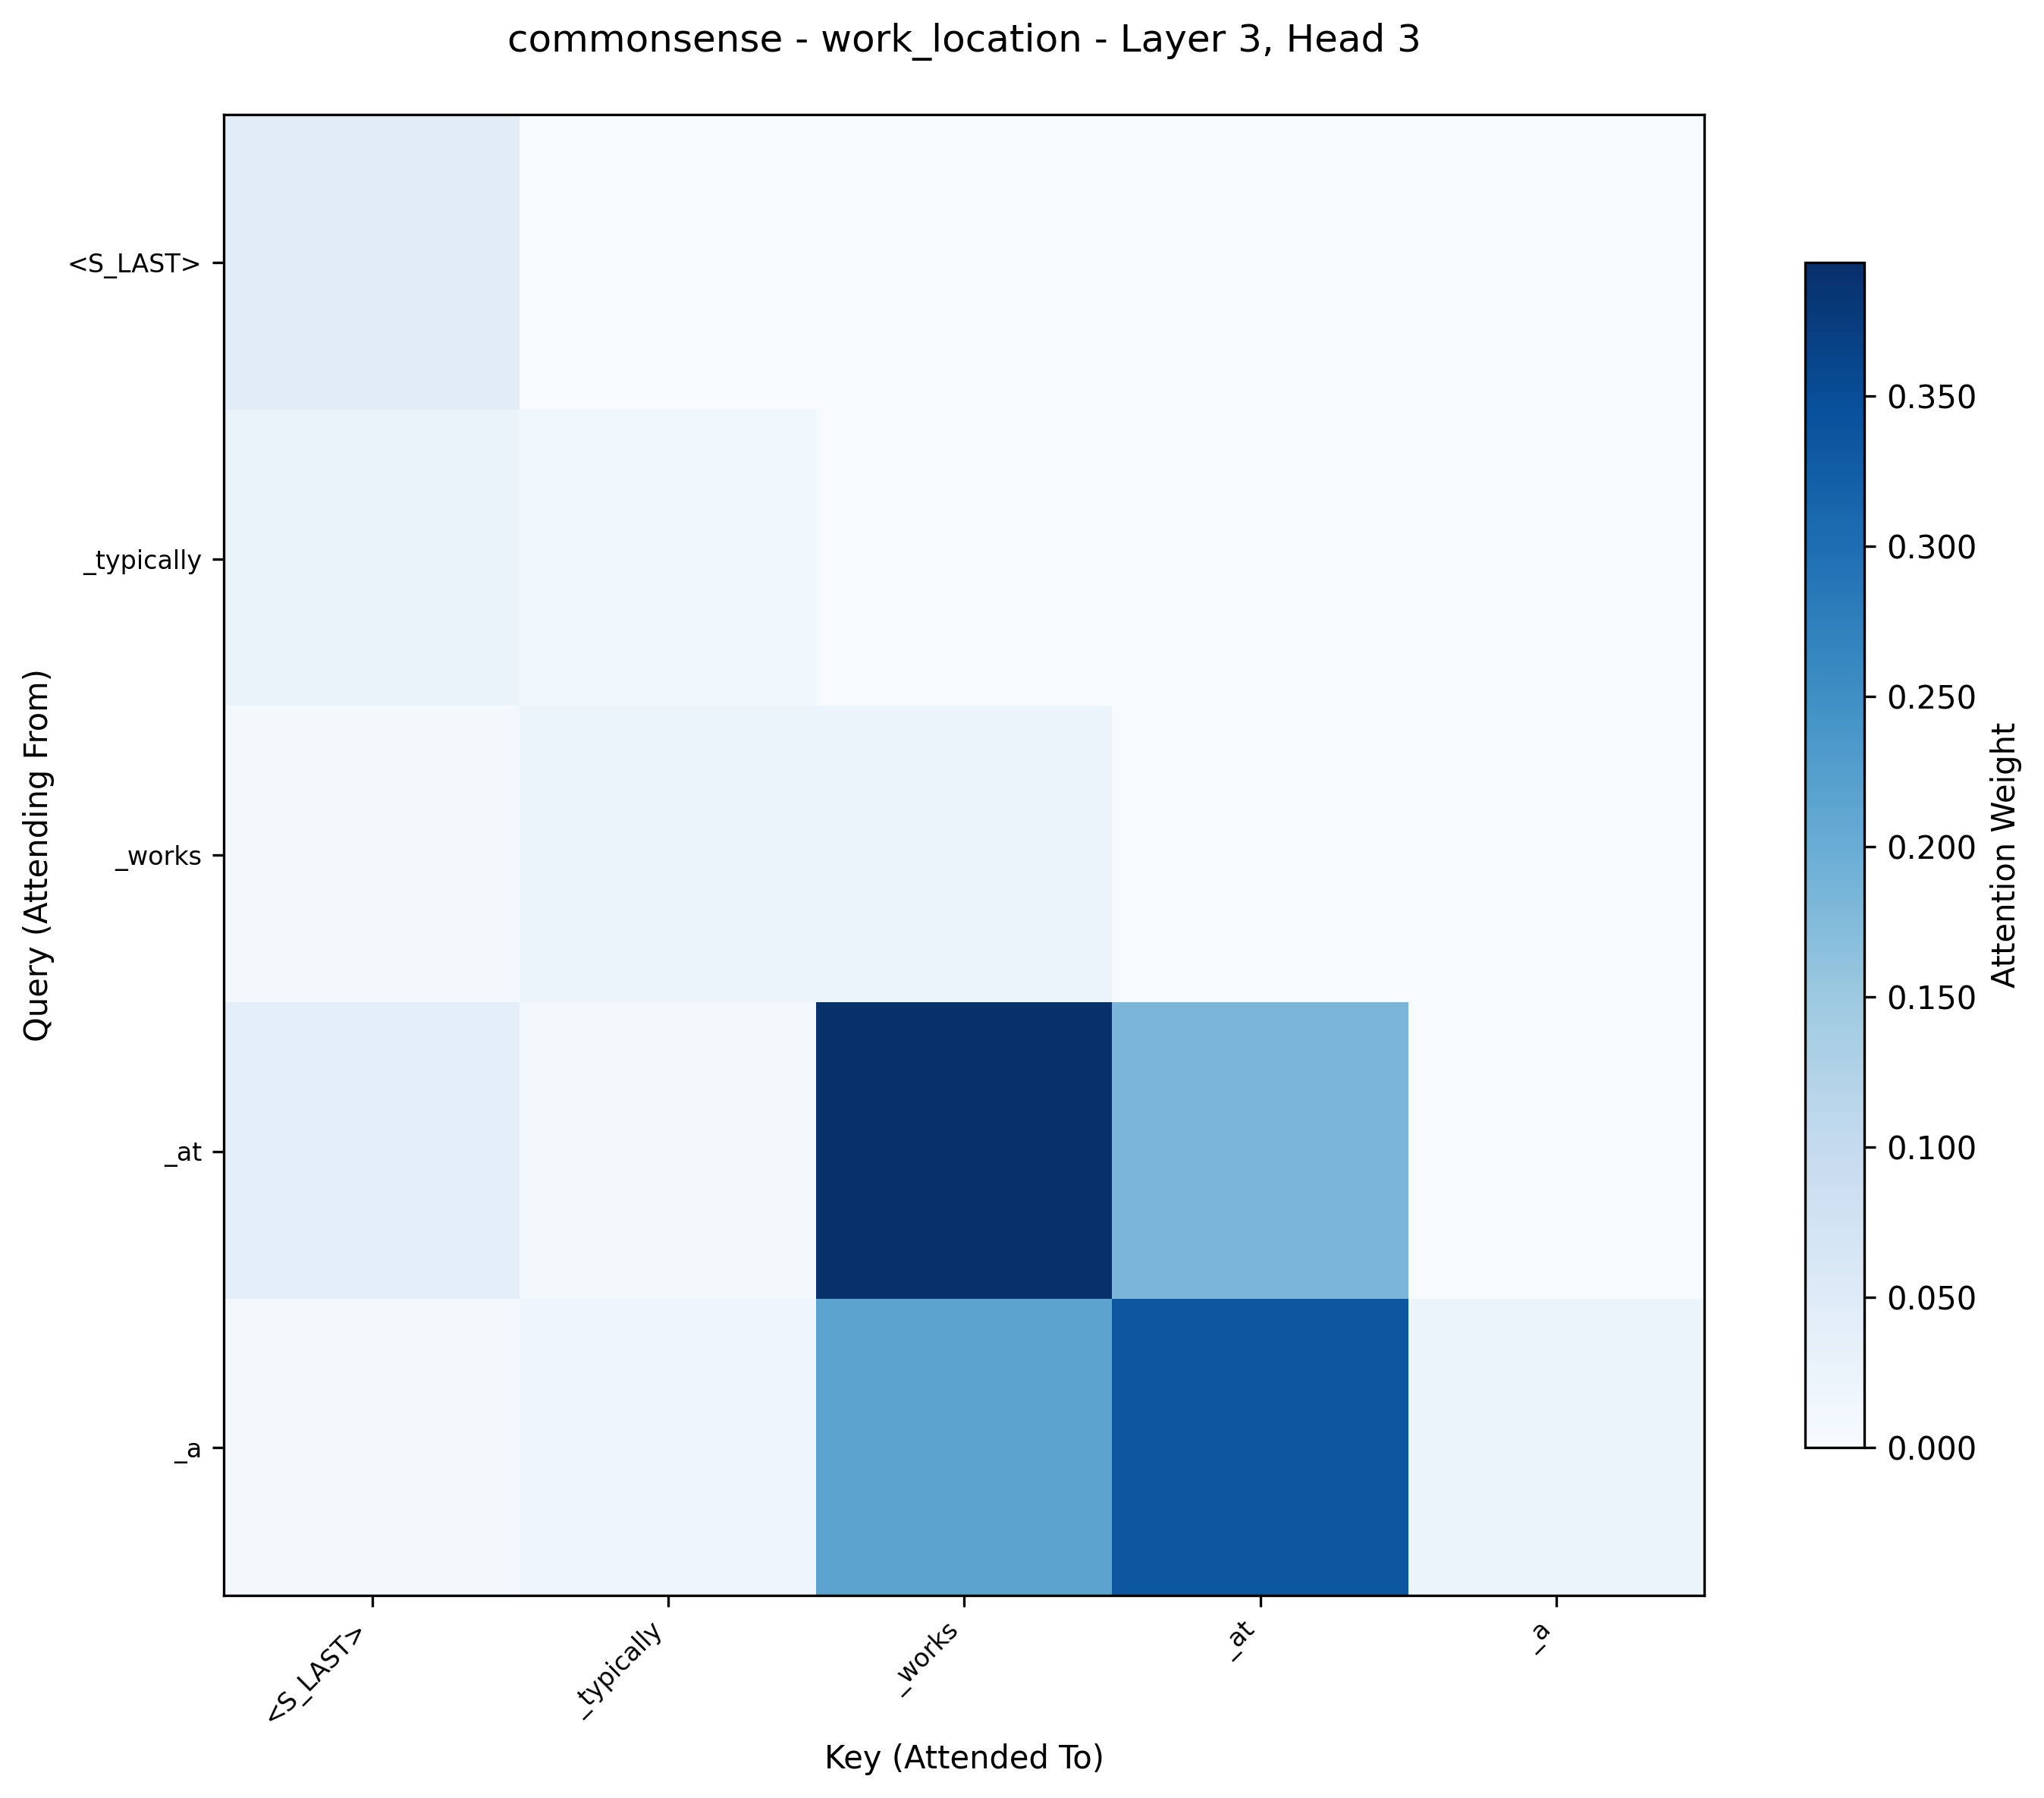 commonsense - work_location - Layer 3, Head 3
Query (Attending From)
<S_LAST>
_typically
_works
_at
_a
<S_LAST>
_typically
_works
_at
_a
Key (Attended To)
0.350
0.300
0.250
0.200
0.150
0.100
0.050
0.000
Attention Weight